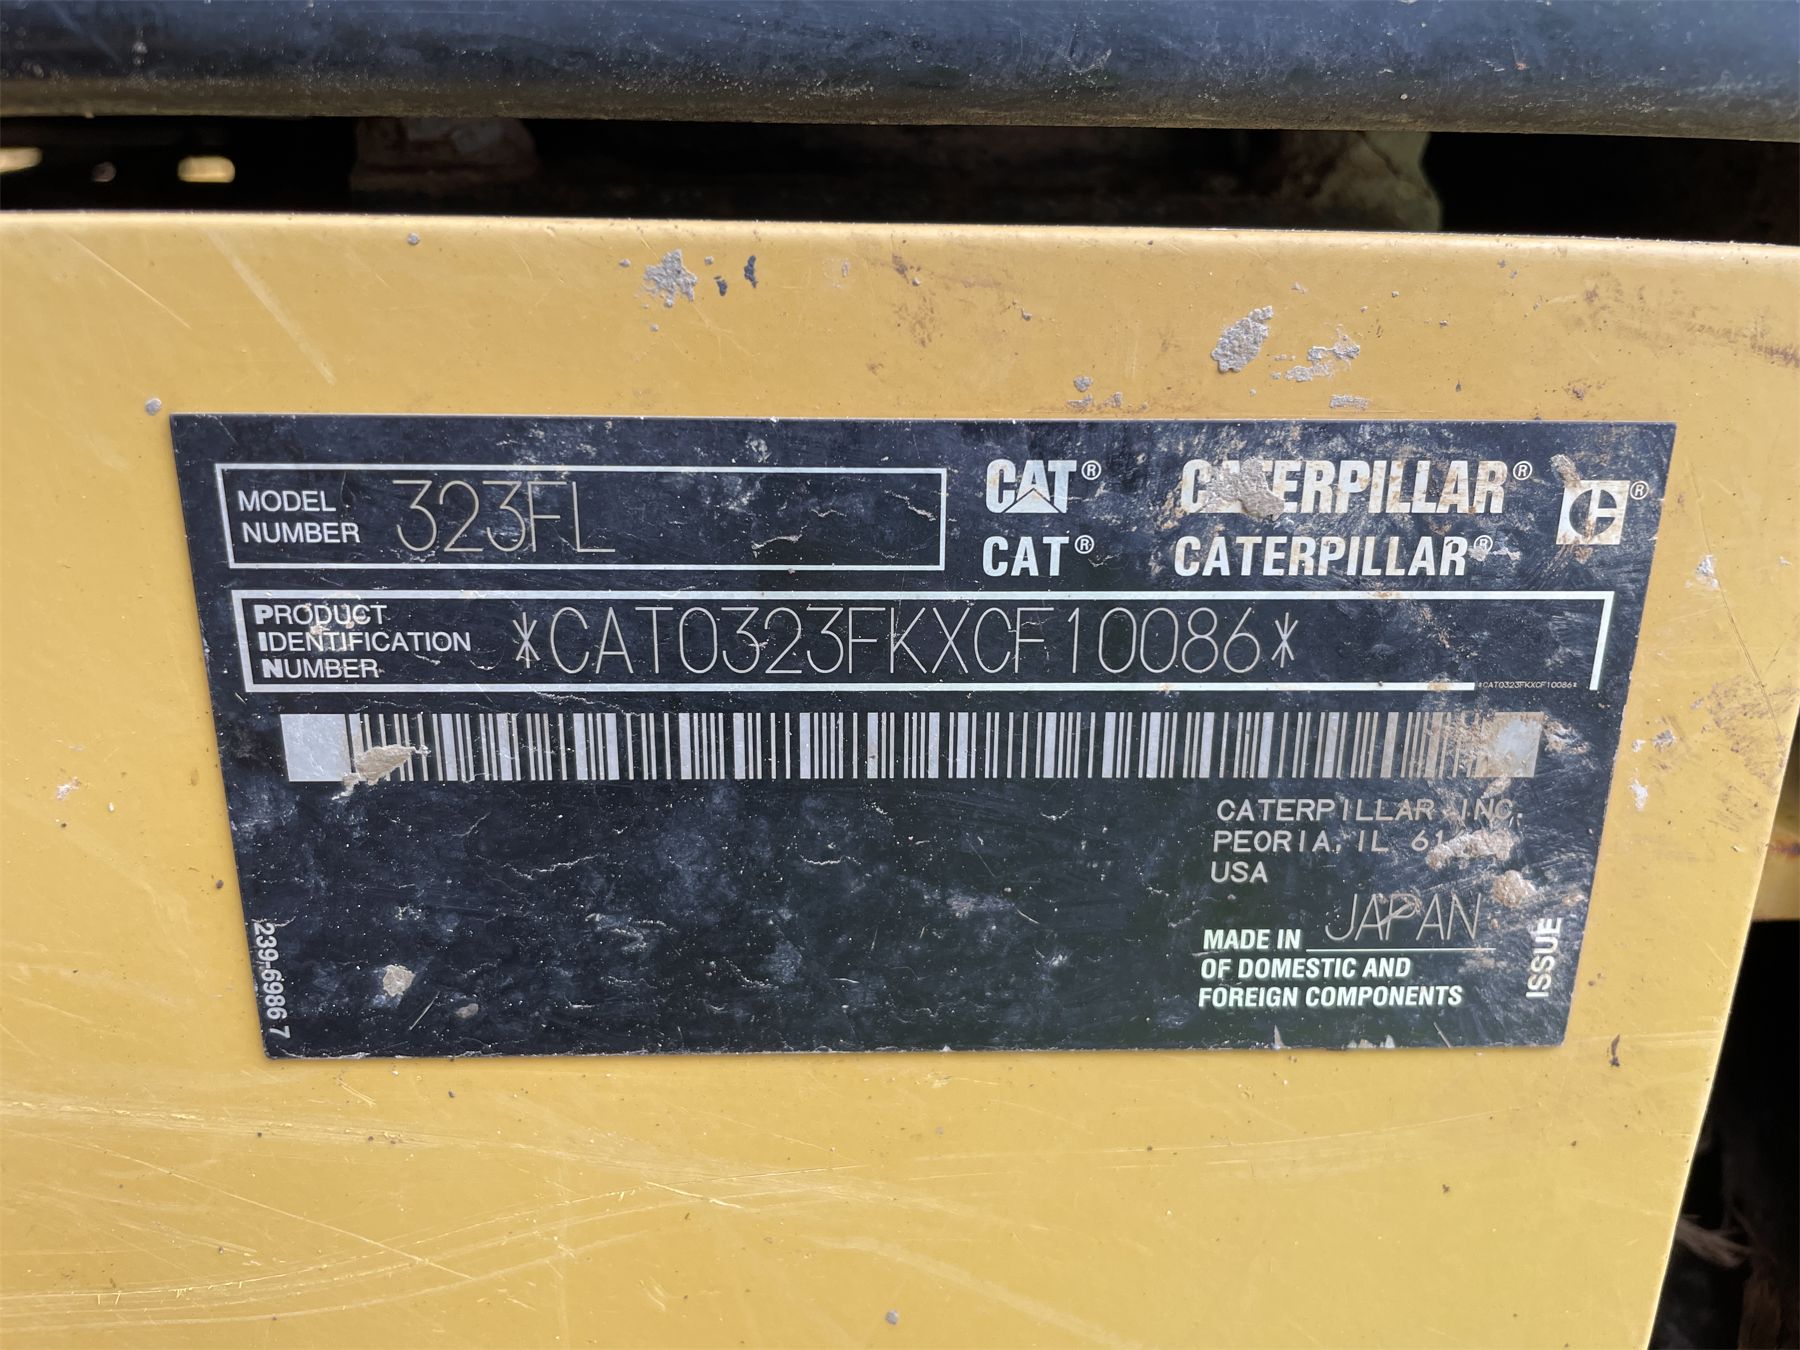 MODEL NUMBER 323FL
CAT® CATERPILLAR® C®
CAT® CATERPILLAR®
PRODUCT IDENTIFICATION NUMBER *CAT0323FKXCF10086*
*CAT0323FKXCF10086*
CATERPILLAR INC.
PEORIA, IL
USA
MADE IN JAPAN
OF DOMESTIC AND
FOREIGN COMPONENTS
239-6986 7
ISSUE